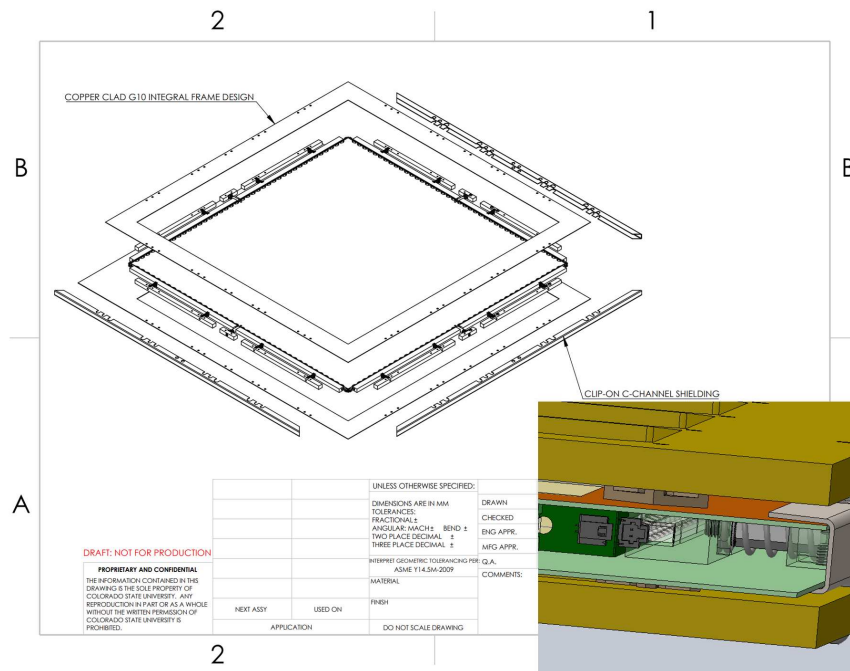 2
1
COPPER CLAD G10 INTEGRAL FRAME DESIGN
B
B
CLIP-ON C-CHANNEL SHIELDING
A
UNLESS OTHERWISE SPECIFIED:
DIMENSIONS ARE IN MM
TOLERANCES:
FRACTIONAL ±
ANGULAR: MACH ± BEND ±
TWO PLACE DECIMAL ±
THREE PLACE DECIMAL ±
INTERPRET GEOMETRIC TOLERANCING PER:
ASME Y14.5M-2009
MATERIAL
FINISH
DO NOT SCALE DRAWING
DRAWN
CHECKED
ENG APPR.
MFG APPR.
Q.A.
COMMENTS:
DRAFT: NOT FOR PRODUCTION
PROPRIETARY AND CONFIDENTIAL
THE INFORMATION CONTAINED IN THIS
DRAWING IS THE SOLE PROPERTY OF
COLORADO STATE UNIVERSITY. ANY
REPRODUCTION IN PART OR AS A WHOLE
WITHOUT THE WRITTEN PERMISSION OF
COLORADO STATE UNIVERSITY IS
PROHIBITED.
NEXT ASSY
USED ON
APPLICATION
2